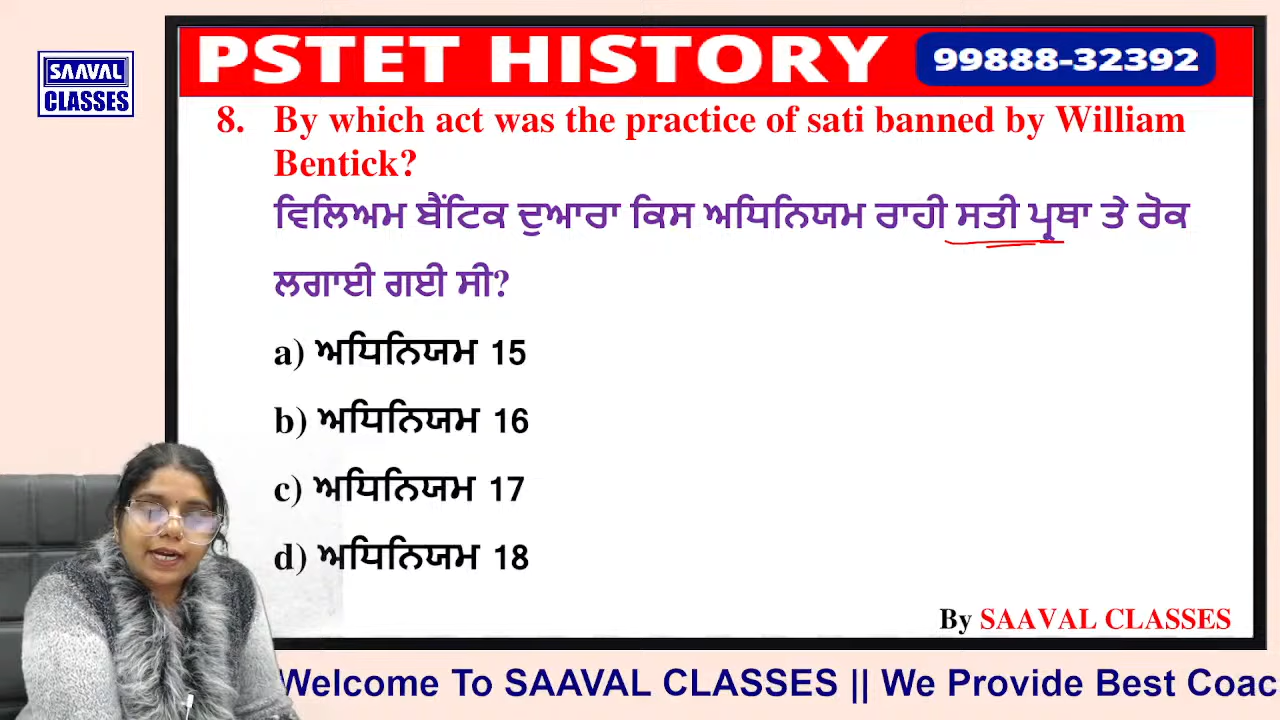 SAAVAL
CLASSES
PSTET HISTORY
99888-32392
8. By which act was the practice of sati banned by William
Bentick?
ਵਿਲਿਅਮ ਬੈਂਟਿਕ ਦੁਆਰਾ ਕਿਸ ਅਧਿਨਿਯਮ ਰਾਹੀ ਸਤੀ ਪ੍ਰਥਾ ਤੇ ਰੋਕ
ਲਗਾਈ ਗਈ ਸੀ?
a) ਅਧਿਨਿਯਮ 15
b) ਅਧਿਨਿਯਮ 16
c) ਅਧਿਨਿਯਮ 17
d) ਅਧਿਨਿਯਮ 18
By SAAVAL CLASSES
Welcome To SAAVAL CLASSES || We Provide Best Coac